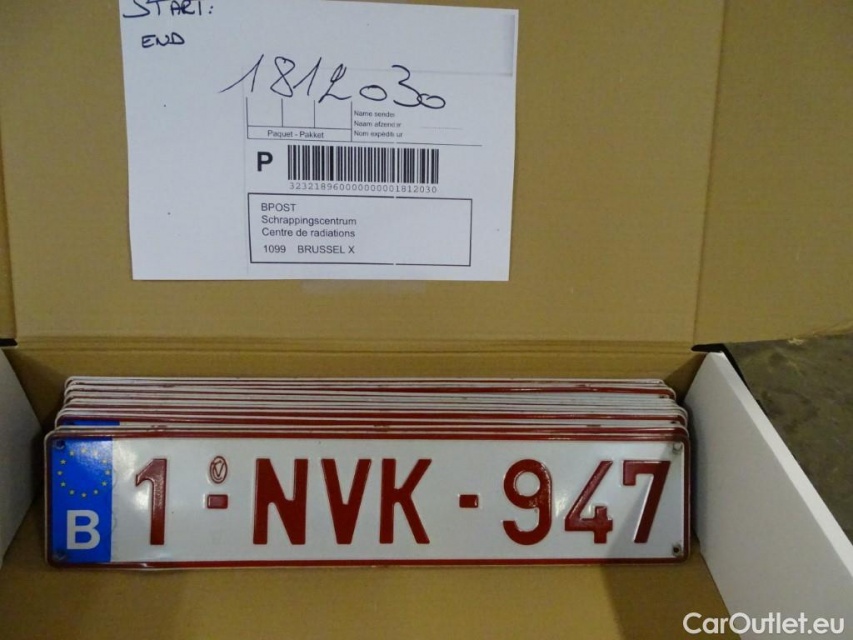 START:
END
1812030
Name sender
Naam afzender
Nom expéditeur
Paquet - Pakket
P
3232189600000000001812030
BPOST
Schrappingscentrum
Centre de radiations
1099 BRUSSEL X
B
1-NVK-947
CarOutlet.eu